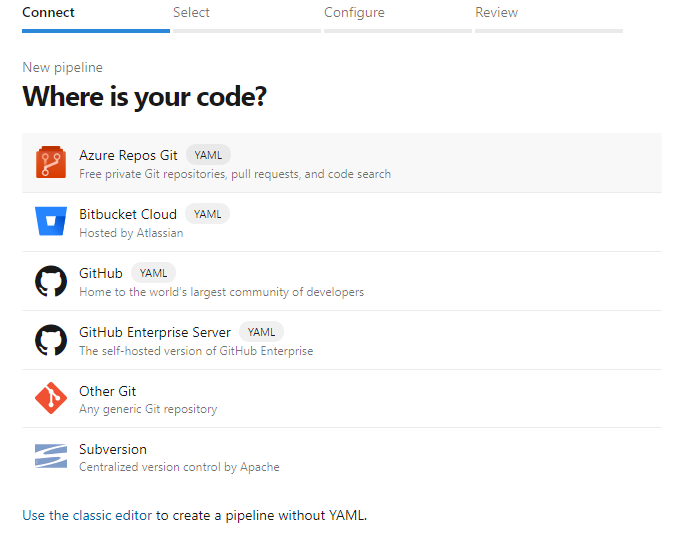 Connect Select Configure Review
New pipeline
Where is your code?
Azure Repos Git YAML
Free private Git repositories, pull requests, and code search
Bitbucket Cloud YAML
Hosted by Atlassian
GitHub YAML
Home to the world's largest community of developers
GitHub Enterprise Server YAML
The self-hosted version of GitHub Enterprise
Other Git
Any generic Git repository
Subversion
Centralized version control by Apache
Use the classic editor to create a pipeline without YAML.